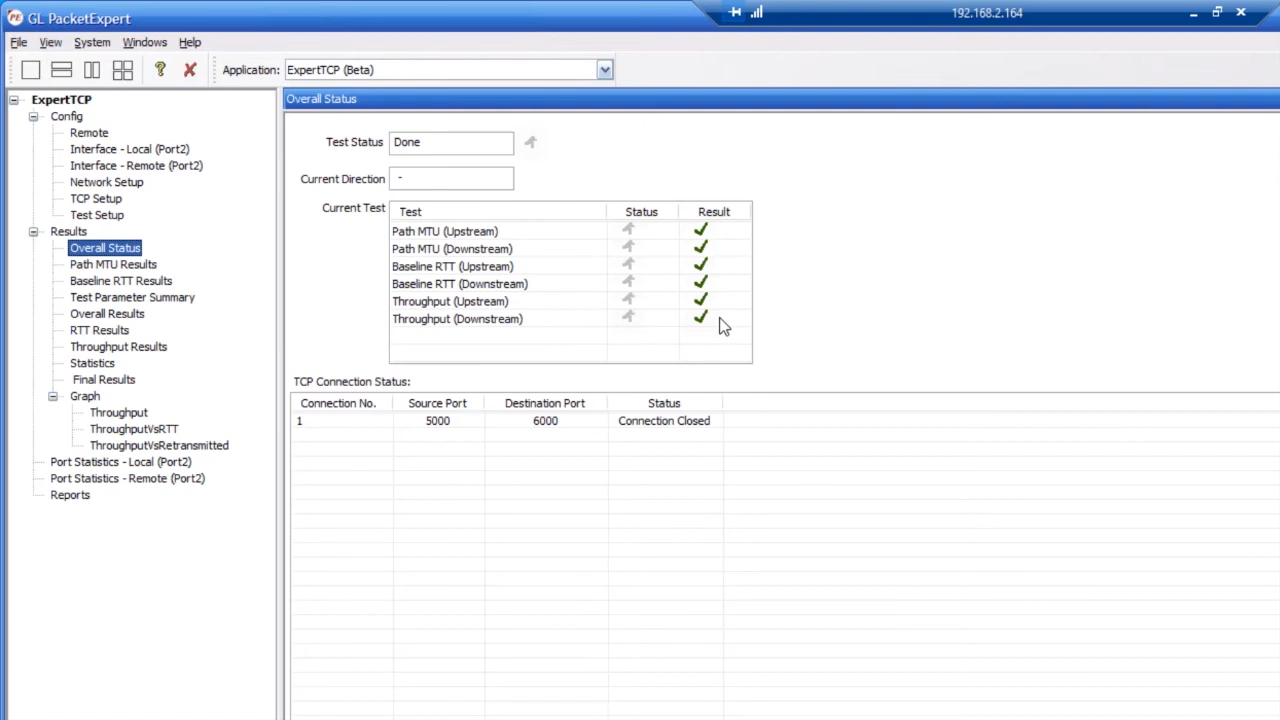 PE GL PacketExpert
192.168.2.164
File View System Windows Help
Application: ExpertTCP (Beta)
ExpertTCP
Config
Remote
Interface - Local (Port2)
Interface - Remote (Port2)
Network Setup
TCP Setup
Test Setup
Results
Overall Status
Path MTU Results
Baseline RTT Results
Test Parameter Summary
Overall Results
RTT Results
Throughput Results
Statistics
Final Results
Graph
Throughput
ThroughputVsRTT
ThroughputVsRetransmitted
Port Statistics - Local (Port2)
Port Statistics - Remote (Port2)
Reports
Overall Status
Test Status Done
Current Direction -
Current Test
Test Status Result
Path MTU (Upstream)
Path MTU (Downstream)
Baseline RTT (Upstream)
Baseline RTT (Downstream)
Throughput (Upstream)
Throughput (Downstream)
TCP Connection Status:
Connection No. Source Port Destination Port Status
1 5000 6000 Connection Closed